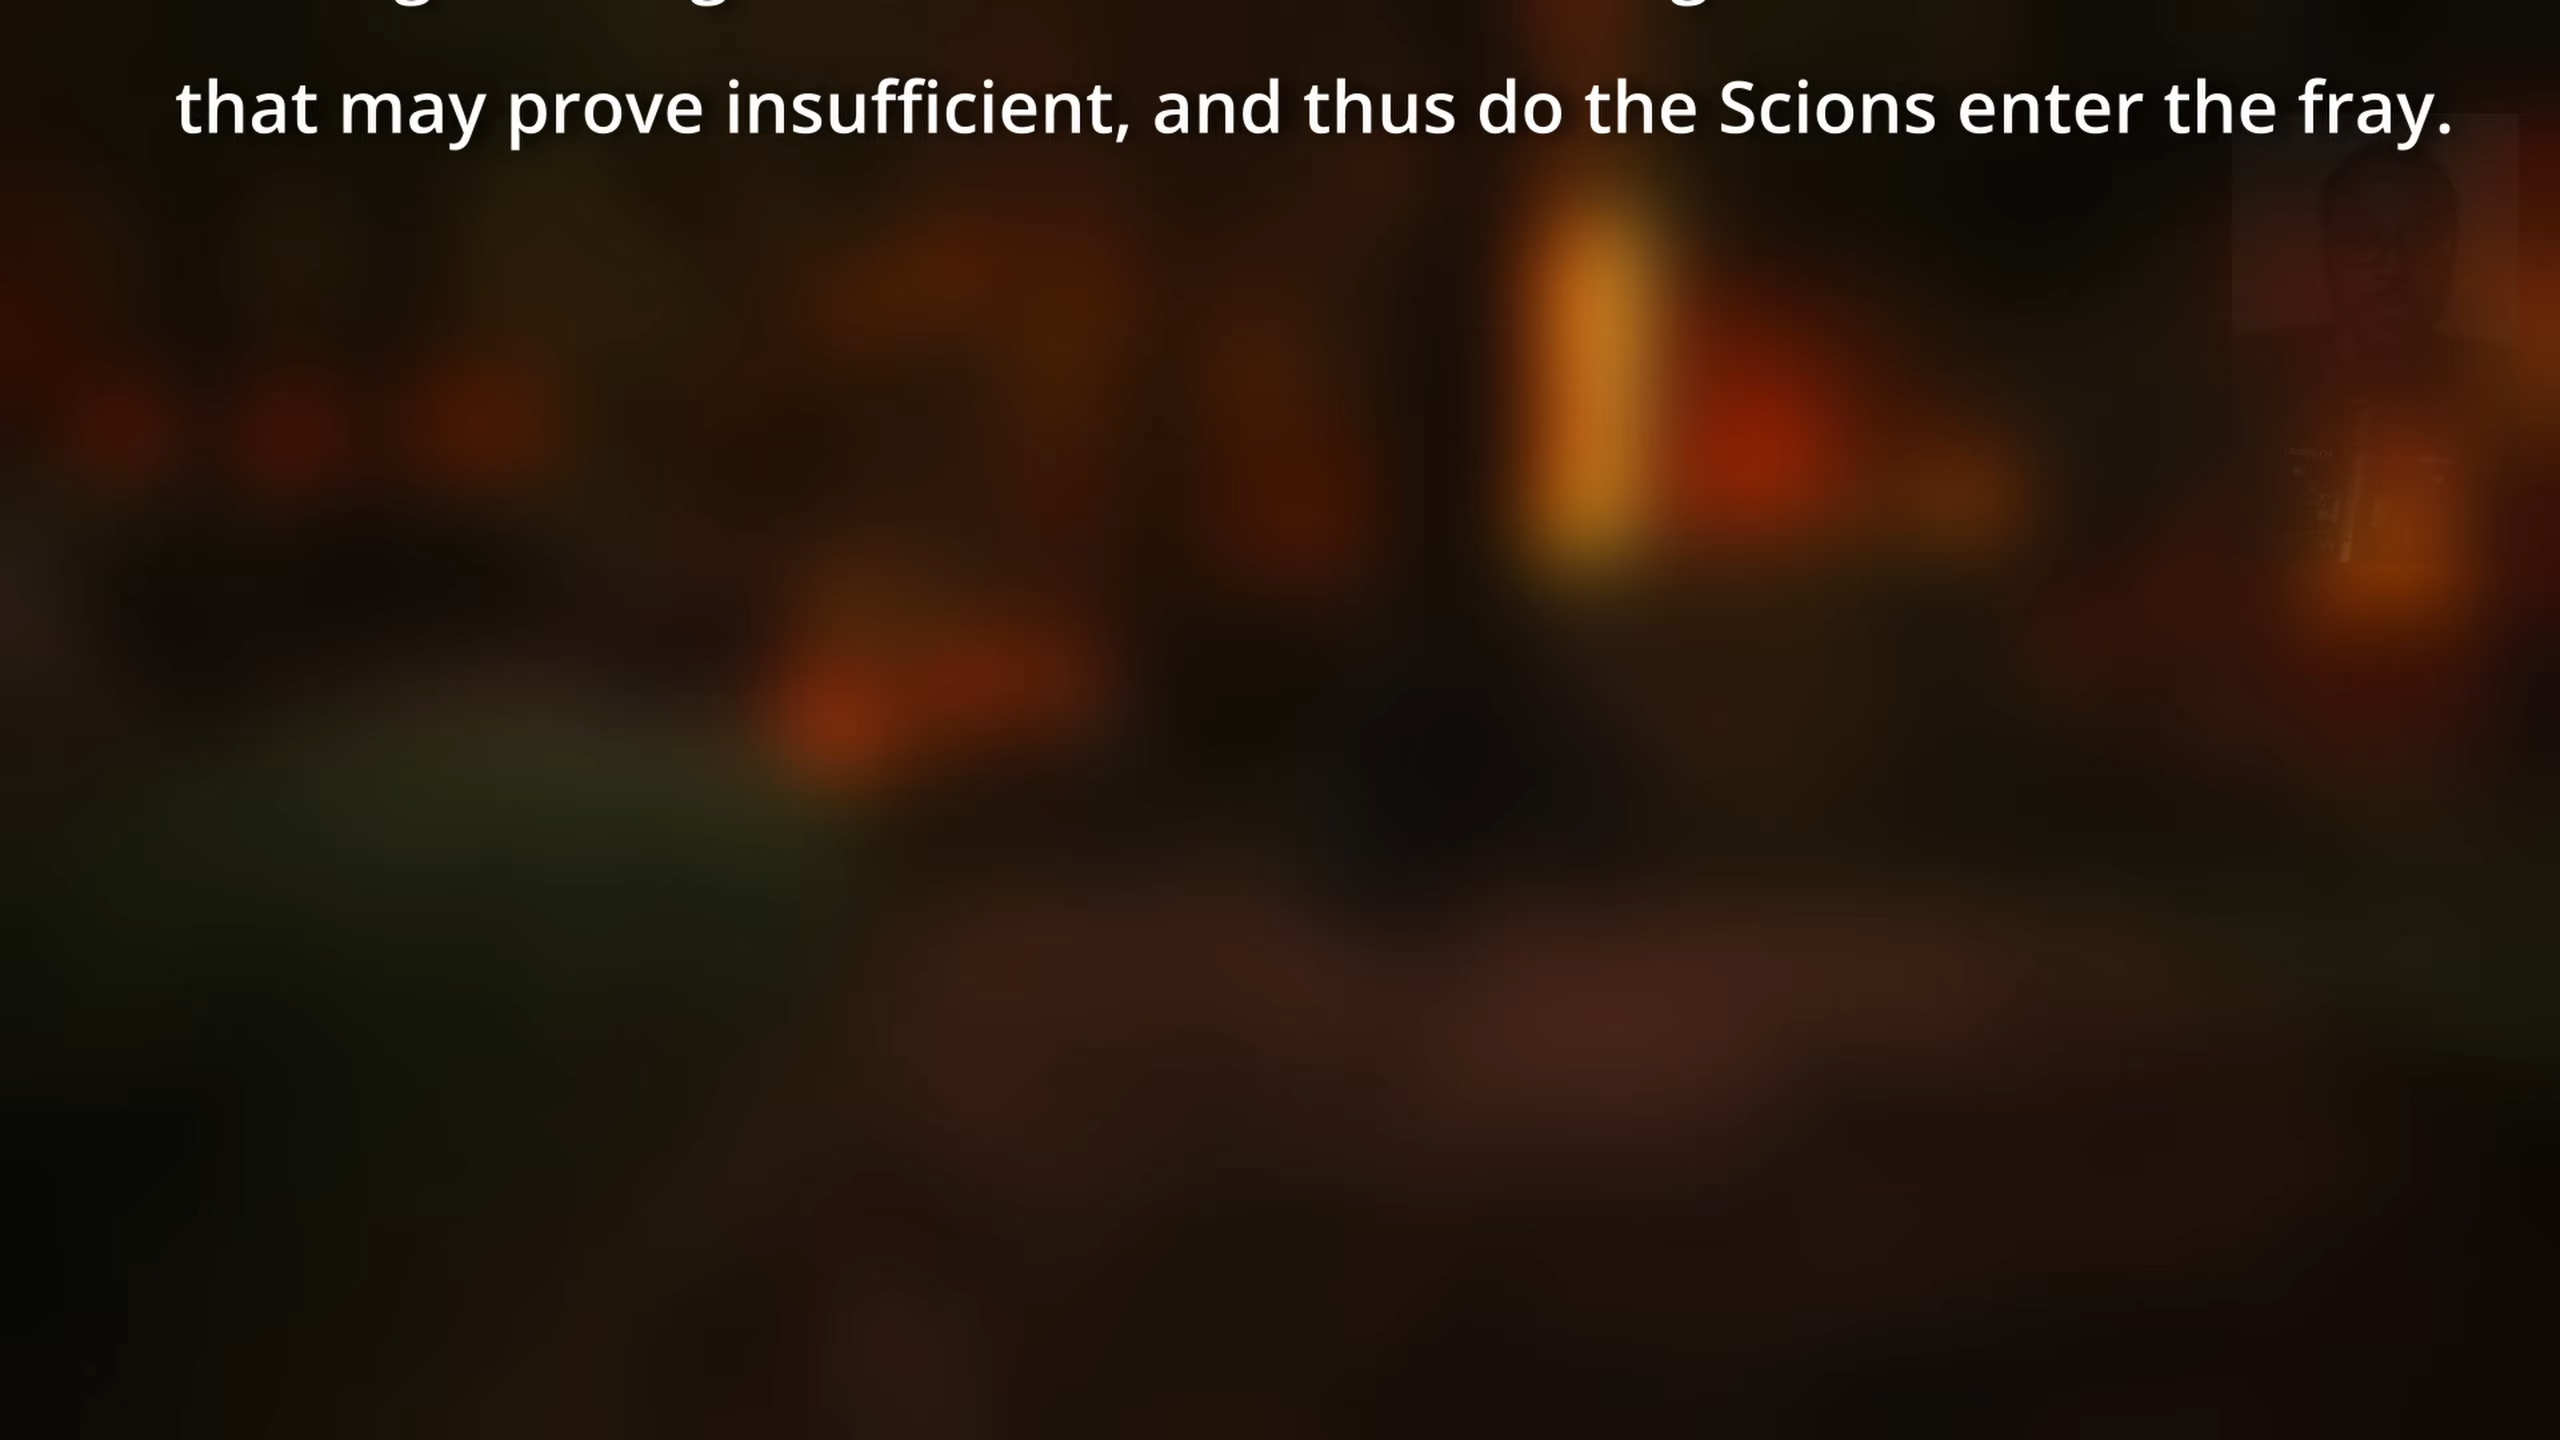 that may prove insufficient, and thus do the Scions enter the fray.